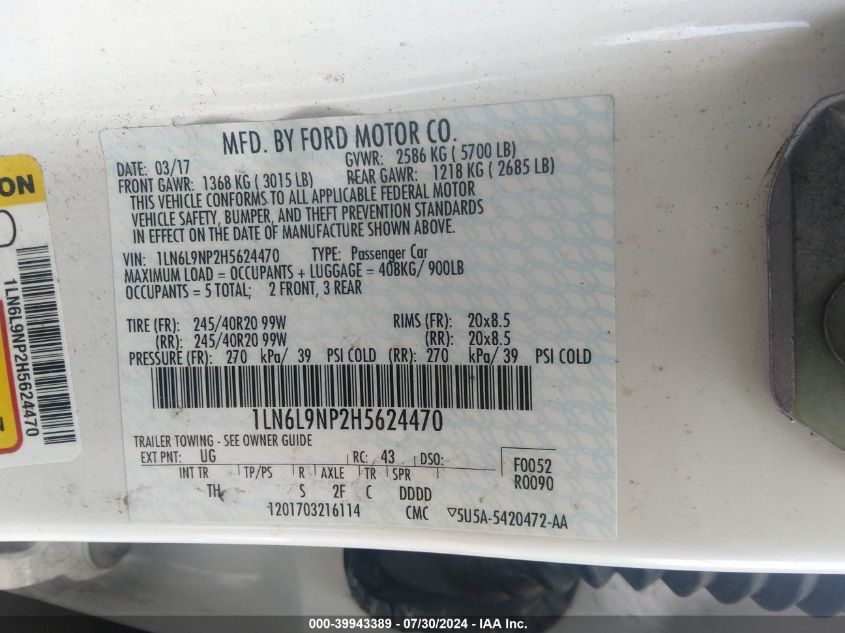 MFD. BY FORD MOTOR CO.
DATE: 03/17 GVWR: 2586 KG ( 5700 LB)
FRONT GAWR: 1368 KG ( 3015 LB) REAR GAWR: 1218 KG ( 2685 LB)
THIS VEHICLE CONFORMS TO ALL APPLICABLE FEDERAL MOTOR
VEHICLE SAFETY, BUMPER, AND THEFT PREVENTION STANDARDS
IN EFFECT ON THE DATE OF MANUFACTURE SHOWN ABOVE.
VIN: 1LN6L9NP2H5624470 TYPE: Passenger Car
MAXIMUM LOAD = OCCUPANTS + LUGGAGE = 408KG/ 900LB
OCCUPANTS = 5 TOTAL; 2 FRONT, 3 REAR
TIRE (FR): 245/40R20 99W RIMS (FR): 20x8.5
(RR): 245/40R20 99W (RR): 20x8.5
PRESSURE (FR): 270 kPa/ 39 PSI COLD (RR): 270 kPa/ 39 PSI COLD
1LN6L9NP2H5624470
TRAILER TOWING - SEE OWNER GUIDE
EXT PNT: UG RC: 43 DSO:
F0052
R0090
INT TR TP/PS R AXLE TR SPR
TH S 2F C DDDD
1201703216114 CMC ▽5U5A-5420472-AA
ION
1LN6L9NP2H5624470
000-39943389 - 07/30/2024 - IAA Inc.